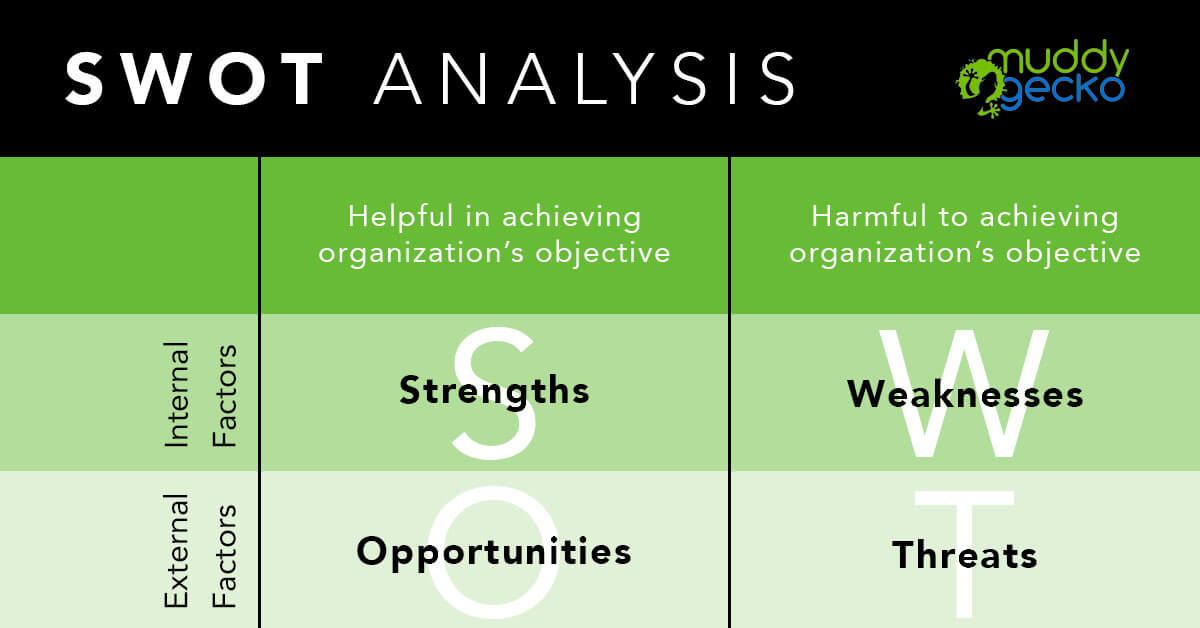 SWOT ANALYSIS
muddy
gecko
Helpful in achieving
organization's objective
Harmful to achieving
organization's objective
Internal
Factors
S
Strengths
W
Weaknesses
External
Factors
O
Opportunities
T
Threats